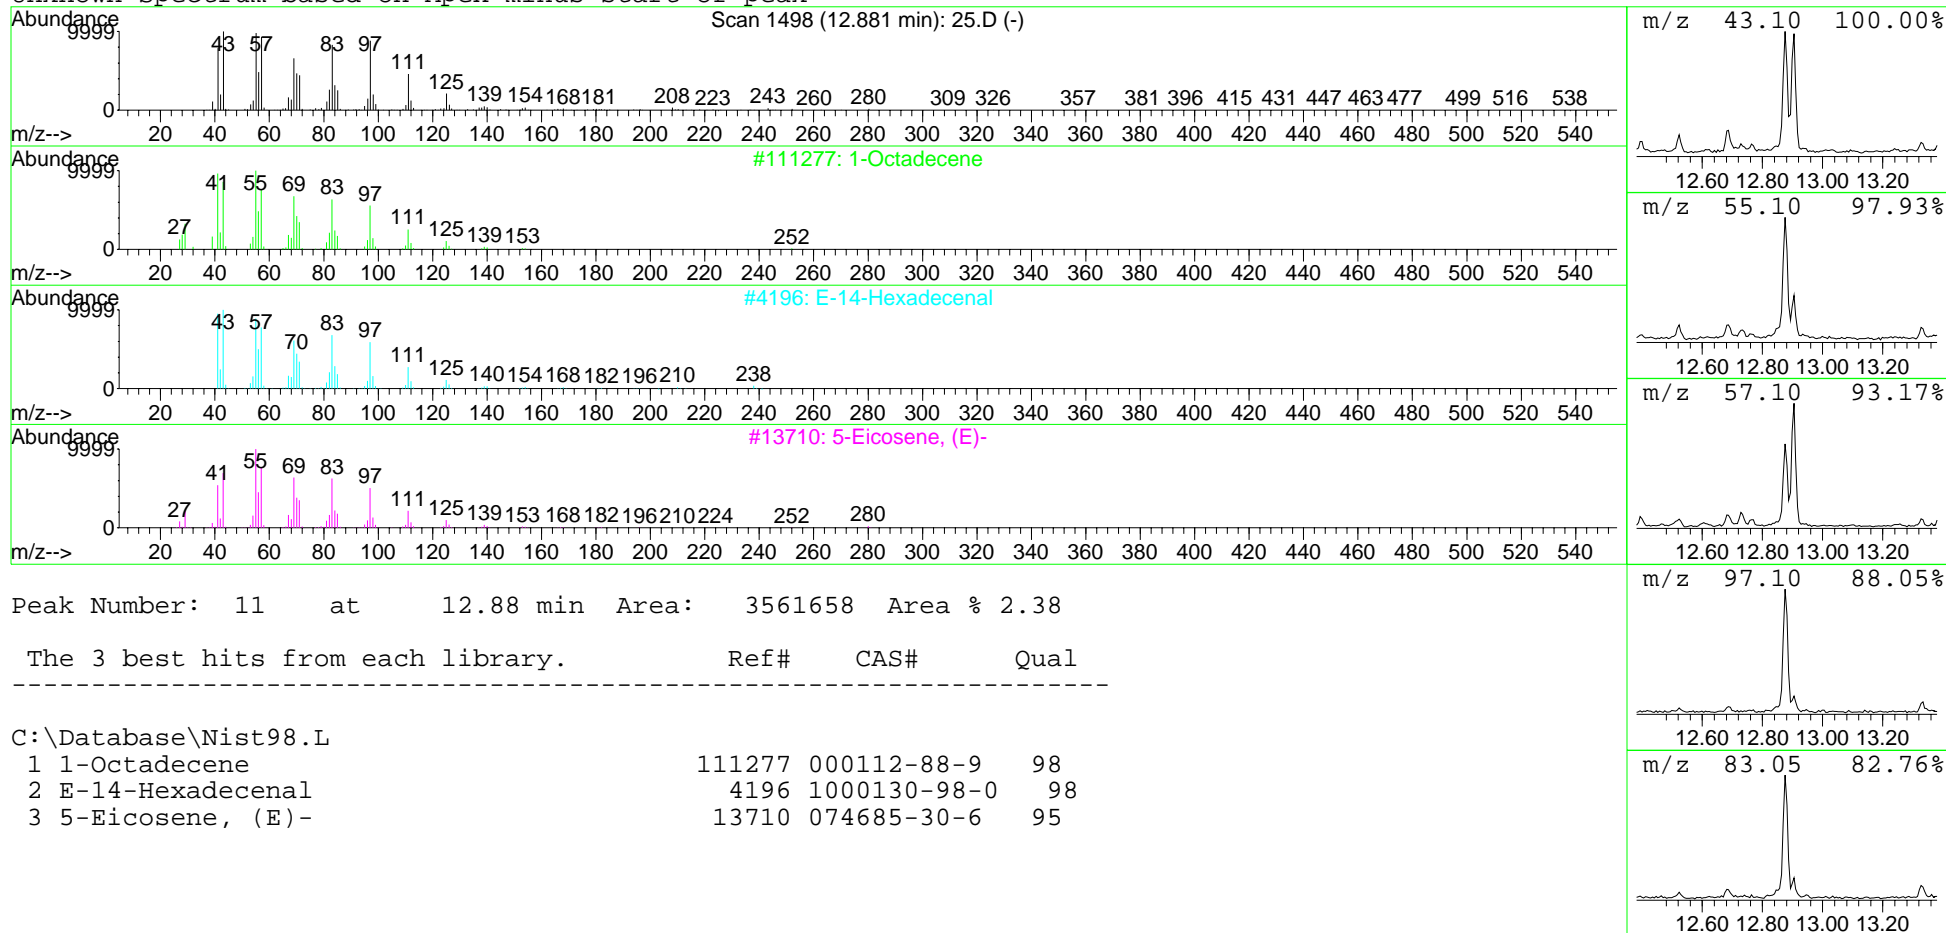 Unknown Spectrum based on Apex minus start of peak
Abundance
Scan 1498 (12.881 min): 25.D (-)
9999
43 57 83 97
111
125 139 154 168 181 208 223 243 260 280 309 326 357 381 396 415 431 447 463 477 499 516 538
0
20 40 60 80 100 120 140 160 180 200 220 240 260 280 300 320 340 360 380 400 420 440 460 480 500 520 540
m/z-->
Abundance
#111277: 1-Octadecene
9999
41 55 69 83 97
27 111 125 139 153 252
0
20 40 60 80 100 120 140 160 180 200 220 240 260 280 300 320 340 360 380 400 420 440 460 480 500 520 540
m/z-->
Abundance
#4196: E-14-Hexadecenal
9999
43 57 70 83 97
111 125 140 154 168 182 196 210 238
0
20 40 60 80 100 120 140 160 180 200 220 240 260 280 300 320 340 360 380 400 420 440 460 480 500 520 540
m/z-->
Abundance
#13710: 5-Eicosene, (E)-
9999
41 55 69 83 97
27 111 125 139 153 168 182 196 210 224 252 280
0
20 40 60 80 100 120 140 160 180 200 220 240 260 280 300 320 340 360 380 400 420 440 460 480 500 520 540
m/z-->
m/z 43.10 100.00%
12.60 12.80 13.00 13.20
m/z 55.10 97.93%
12.60 12.80 13.00 13.20
m/z 57.10 93.17%
12.60 12.80 13.00 13.20
m/z 97.10 88.05%
12.60 12.80 13.00 13.20
m/z 83.05 82.76%
12.60 12.80 13.00 13.20
Peak Number: 11 at 12.88 min Area: 3561658 Area % 2.38
The 3 best hits from each library. Ref# CAS# Qual
C:\Database\Nist98.L
1 1-Octadecene 111277 000112-88-9 98
2 E-14-Hexadecenal 4196 1000130-98-0 98
3 5-Eicosene, (E)- 13710 074685-30-6 95